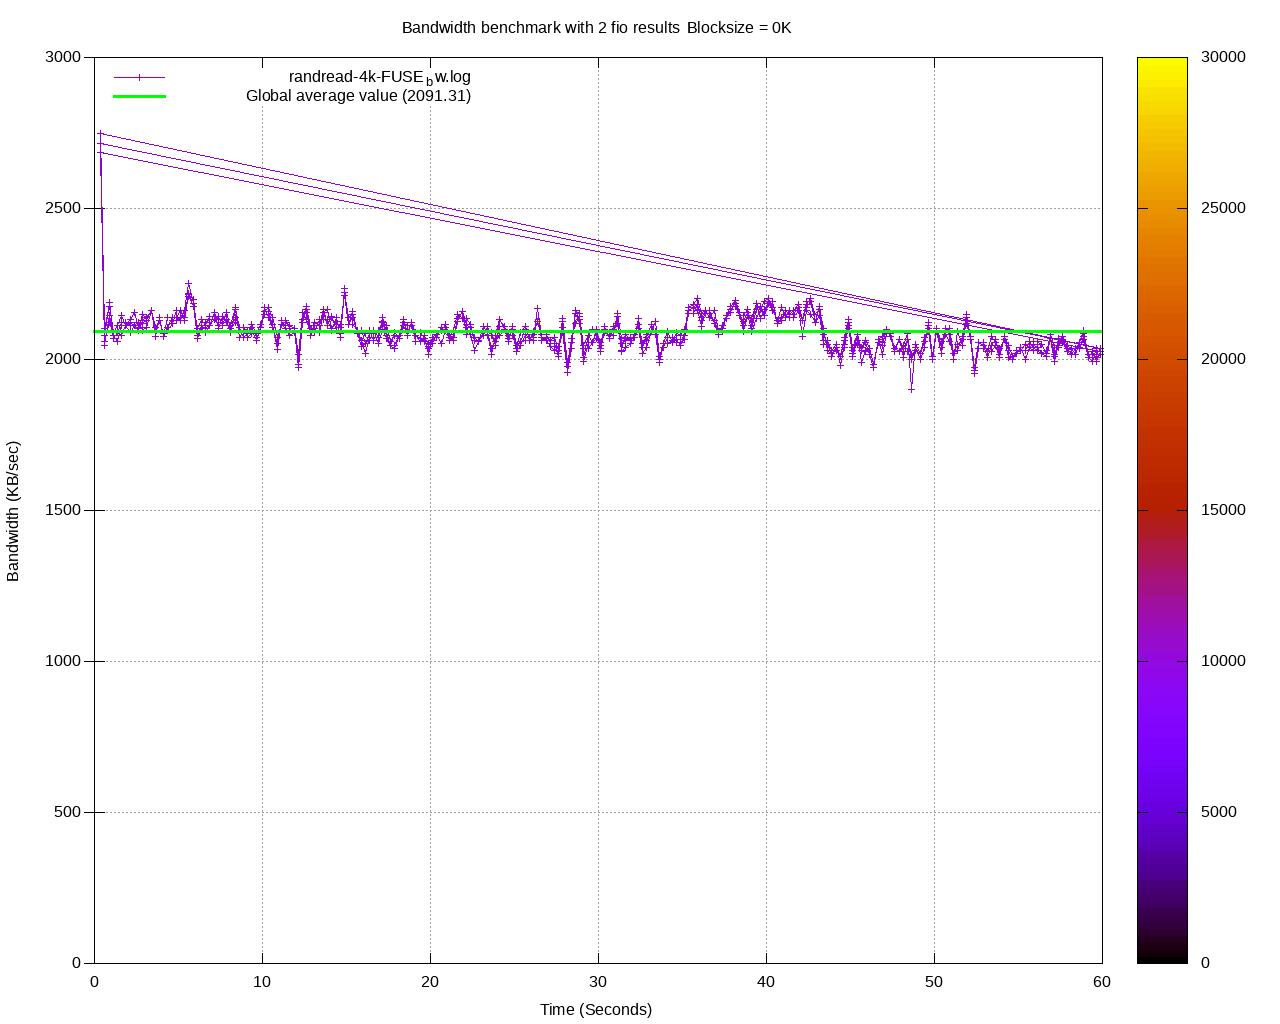 Bandwidth benchmark with 2 fio results Blocksize = 0K
randread-4k-FUSE_bw.log
Global average value (2091.31)
3000
2500
2000
1500
1000
500
0
0 10 20 30 40 50 60
Time (Seconds)
Bandwidth (KB/sec)
30000
25000
20000
15000
10000
5000
0